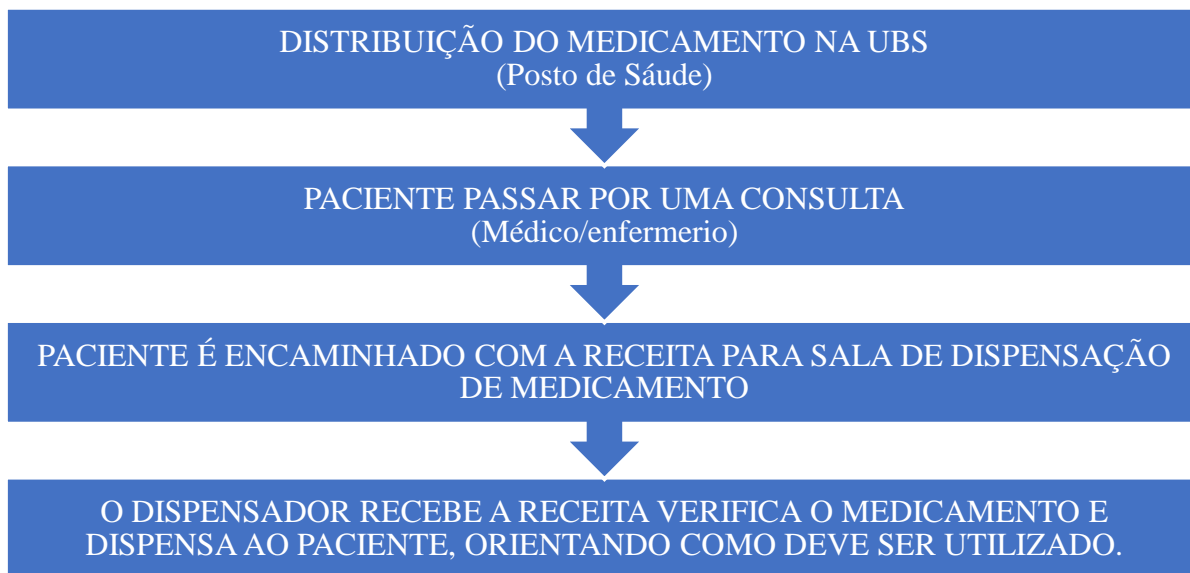 DISTRIBUIÇÃO DO MEDICAMENTO NA UBS
(Posto de Sáude)
PACIENTE PASSAR POR UMA CONSULTA
(Médico/enfermerio)
PACIENTE É ENCAMINHADO COM A RECEITA PARA SALA DE DISPENSAÇÃO
DE MEDICAMENTO
O DISPENSADOR RECEBE A RECEITA VERIFICA O MEDICAMENTO E
DISPENSA AO PACIENTE, ORIENTANDO COMO DEVE SER UTILIZADO.